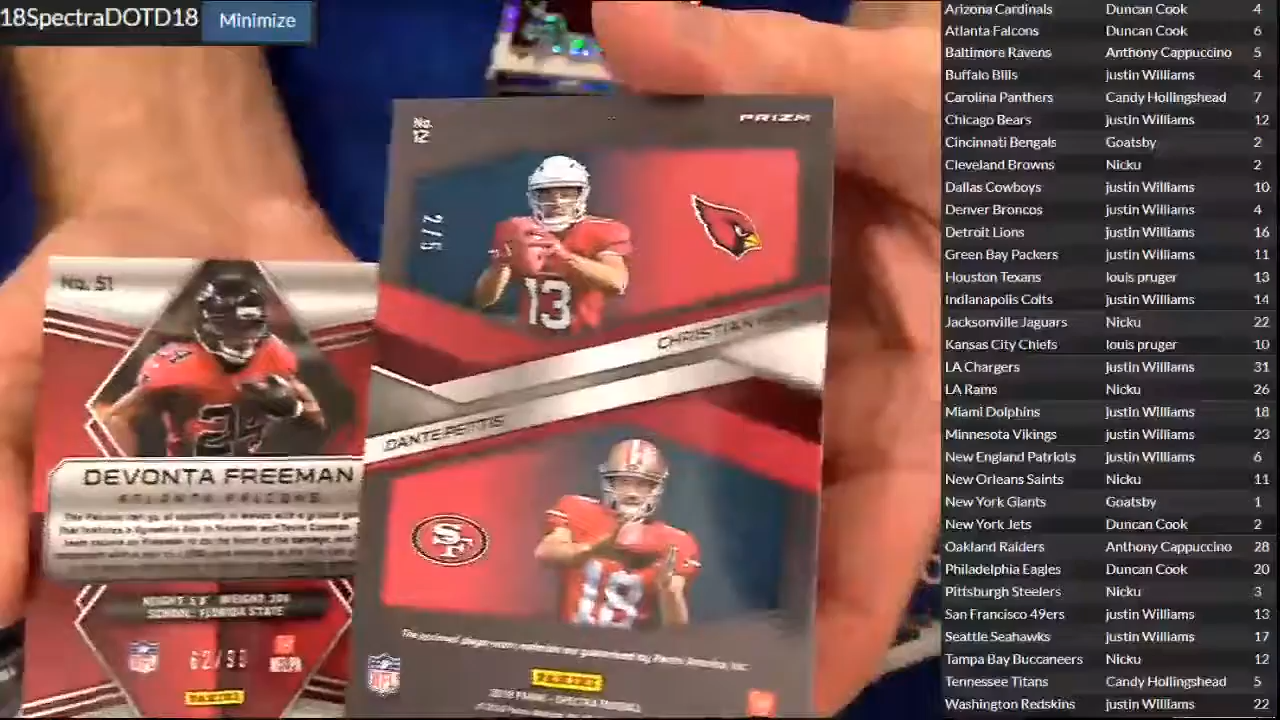 18SpectraDOTD18 Minimize
No. 12
PRIZM
2/5
13
CHRISTIAN
DANTE PETTIS
SF
18
NFL
PANINI
No. 51
DEVONTA FREEMAN
ATLANTA FALCONS
SCHOOL: FLORIDA STATE
NFL
PANINI
Arizona Cardinals Duncan Cook 4
Atlanta Falcons Duncan Cook 6
Baltimore Ravens Anthony Cappuccino 5
Buffalo Bills justin Williams 4
Carolina Panthers Candy Hollingshead 7
Chicago Bears justin Williams 12
Cincinnati Bengals Goatsby 2
Cleveland Browns Nicku 2
Dallas Cowboys justin Williams 10
Denver Broncos justin Williams 4
Detroit Lions justin Williams 16
Green Bay Packers justin Williams 11
Houston Texans louis pruger 13
Indianapolis Colts justin Williams 14
Jacksonville Jaguars Nicku 22
Kansas City Chiefs louis pruger 10
LA Chargers justin Williams 31
LA Rams Nicku 26
Miami Dolphins justin Williams 18
Minnesota Vikings justin Williams 23
New England Patriots justin Williams 6
New Orleans Saints Nicku 11
New York Giants Goatsby 1
New York Jets Duncan Cook 2
Oakland Raiders Anthony Cappuccino 28
Philadelphia Eagles Duncan Cook 20
Pittsburgh Steelers Nicku 3
San Francisco 49ers justin Williams 13
Seattle Seahawks justin Williams 17
Tampa Bay Buccaneers Nicku 12
Tennessee Titans Candy Hollingshead 5
Washington Redskins justin Williams 22